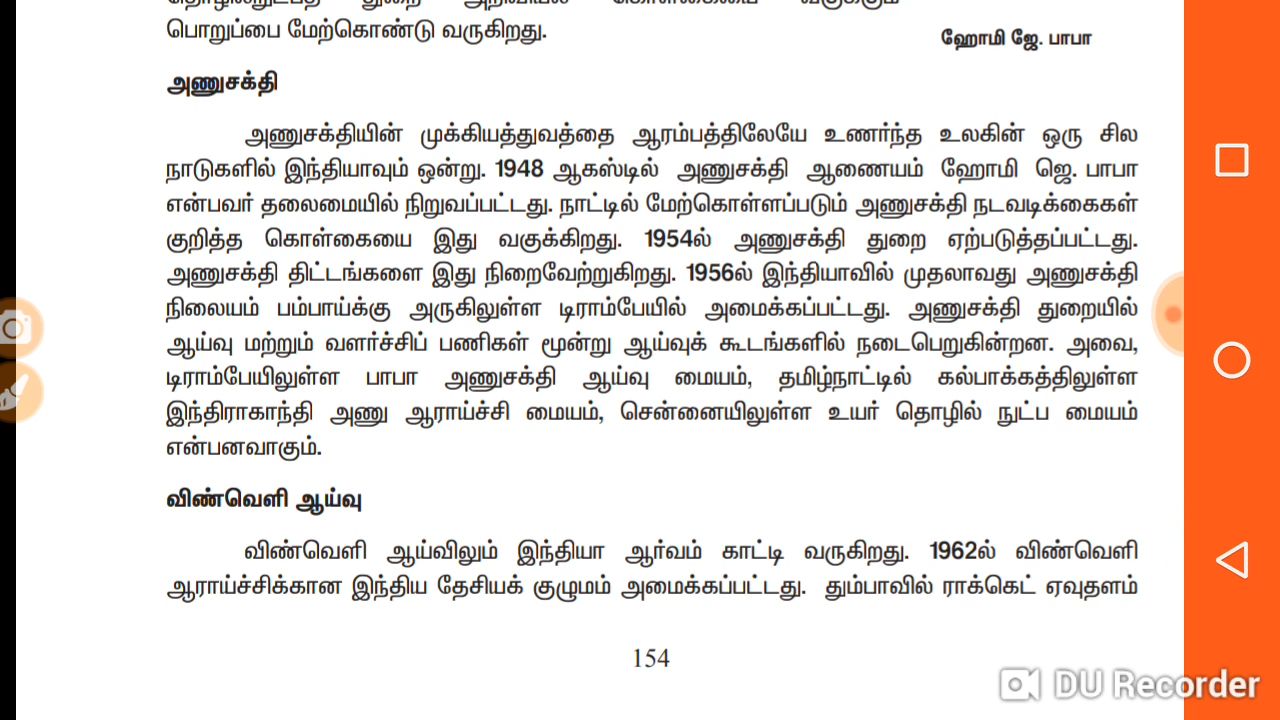 தொழில்நுட்பத் துறை அறிவியல் கொள்கையை வகுக்கும்
பொறுப்பை மேற்கொண்டு வருகிறது.
ஹோமி ஜே. பாபா
அணுசக்தி
அணுசக்தியின் முக்கியத்துவத்தை ஆரம்பத்திலேயே உணர்ந்த உலகின் ஒரு சில
நாடுகளில் இந்தியாவும் ஒன்று. 1948 ஆகஸ்டில் அணுசக்தி ஆணையம் ஹோமி ஜெ. பாபா
என்பவர் தலைமையில் நிறுவப்பட்டது. நாட்டில் மேற்கொள்ளப்படும் அணுசக்தி நடவடிக்கைகள்
குறித்த கொள்கையை இது வகுக்கிறது. 1954ல் அணுசக்தி துறை ஏற்படுத்தப்பட்டது.
அணுசக்தி திட்டங்களை இது நிறைவேற்றுகிறது. 1956ல் இந்தியாவில் முதலாவது அணுசக்தி
நிலையம் பம்பாய்க்கு அருகிலுள்ள டிராம்பேயில் அமைக்கப்பட்டது. அணுசக்தி துறையில்
ஆய்வு மற்றும் வளர்ச்சிப் பணிகள் மூன்று ஆய்வுக் கூடங்களில் நடைபெறுகின்றன. அவை,
டிராம்பேயிலுள்ள பாபா அணுசக்தி ஆய்வு மையம், தமிழ்நாட்டில் கல்பாக்கத்திலுள்ள
இந்திராகாந்தி அணு ஆராய்ச்சி மையம், சென்னையிலுள்ள உயர் தொழில் நுட்ப மையம்
என்பனவாகும்.
விண்வெளி ஆய்வு
விண்வெளி ஆய்விலும் இந்தியா ஆர்வம் காட்டி வருகிறது. 1962ல் விண்வெளி
ஆராய்ச்சிக்கான இந்திய தேசியக் குழுமம் அமைக்கப்பட்டது. தும்பாவில் ராக்கெட் ஏவுதளம்
154
DU Recorder